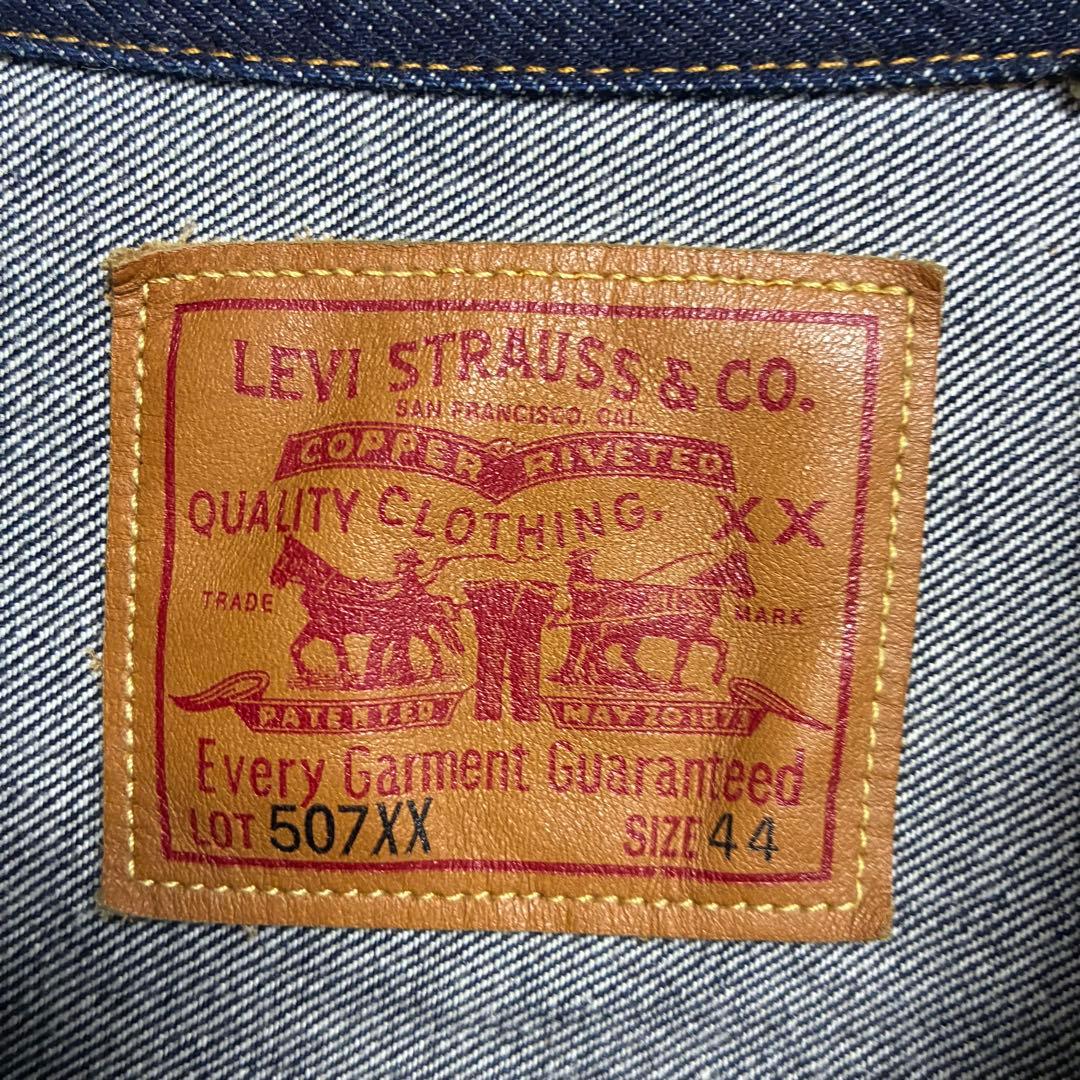 LEVI STRAUSS & CO.
SAN FRANCISCO, CAL.
COPPER RIVETED
QUALITY CLOTHING. XX
TRADE MARK
PATENTED MAY 20, 1873
Every Garment Guaranteed
LOT 507XX SIZE 44